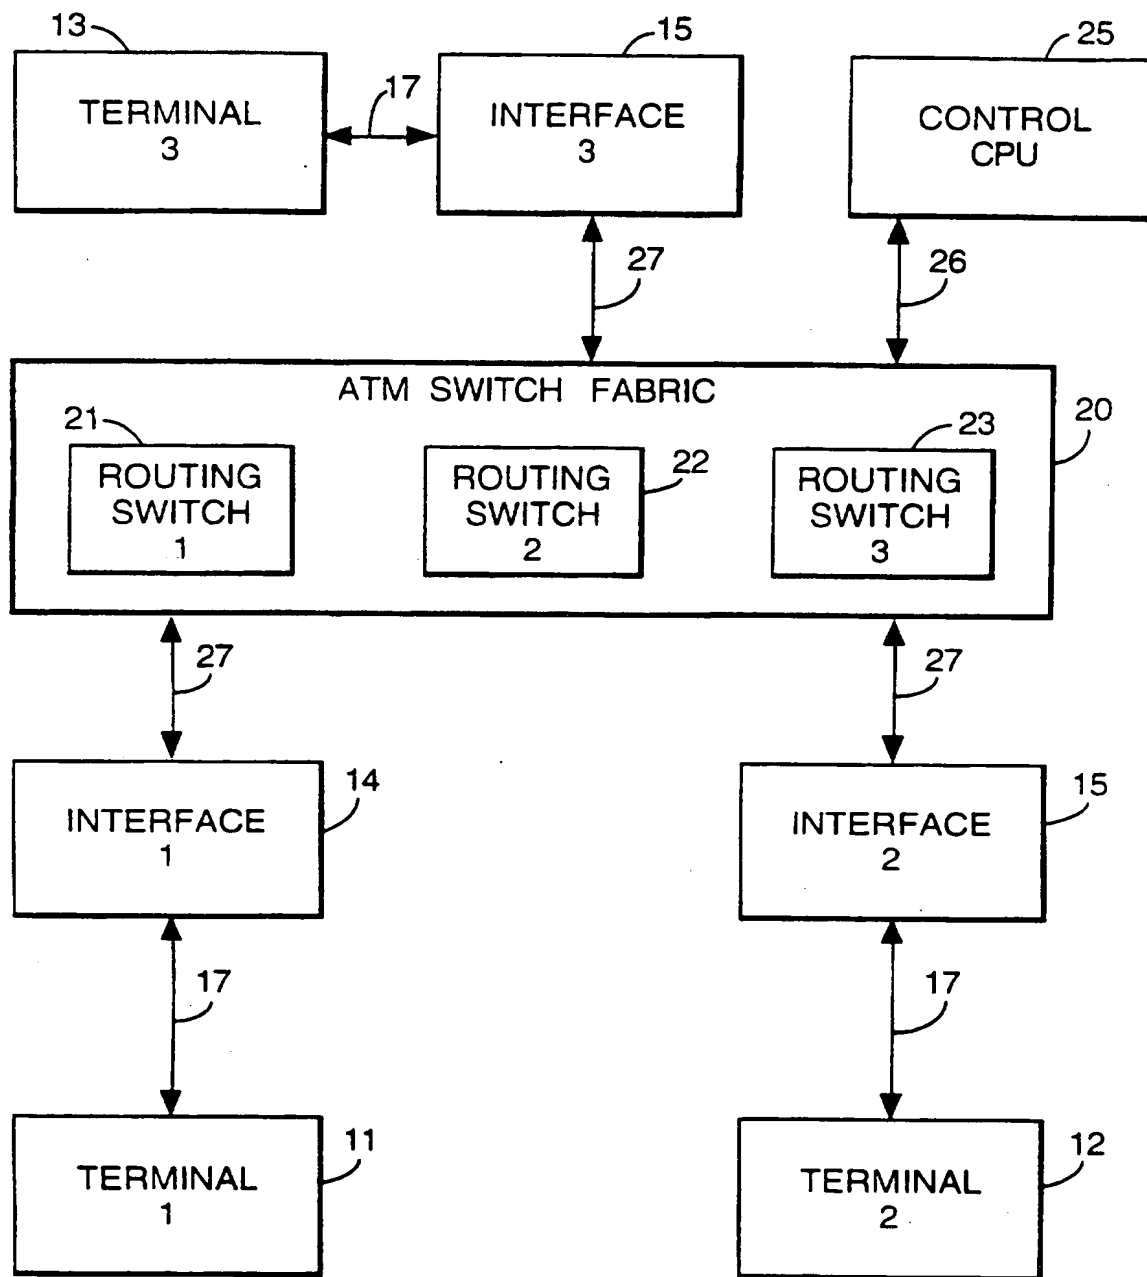 13
15
25
TERMINAL
3
17
INTERFACE
3
CONTROL
CPU
27
26
ATM SWITCH FABRIC
20
21
ROUTING
SWITCH
1
22
ROUTING
SWITCH
2
23
ROUTING
SWITCH
3
27
27
14
INTERFACE
1
15
INTERFACE
2
17
17
11
TERMINAL
1
12
TERMINAL
2